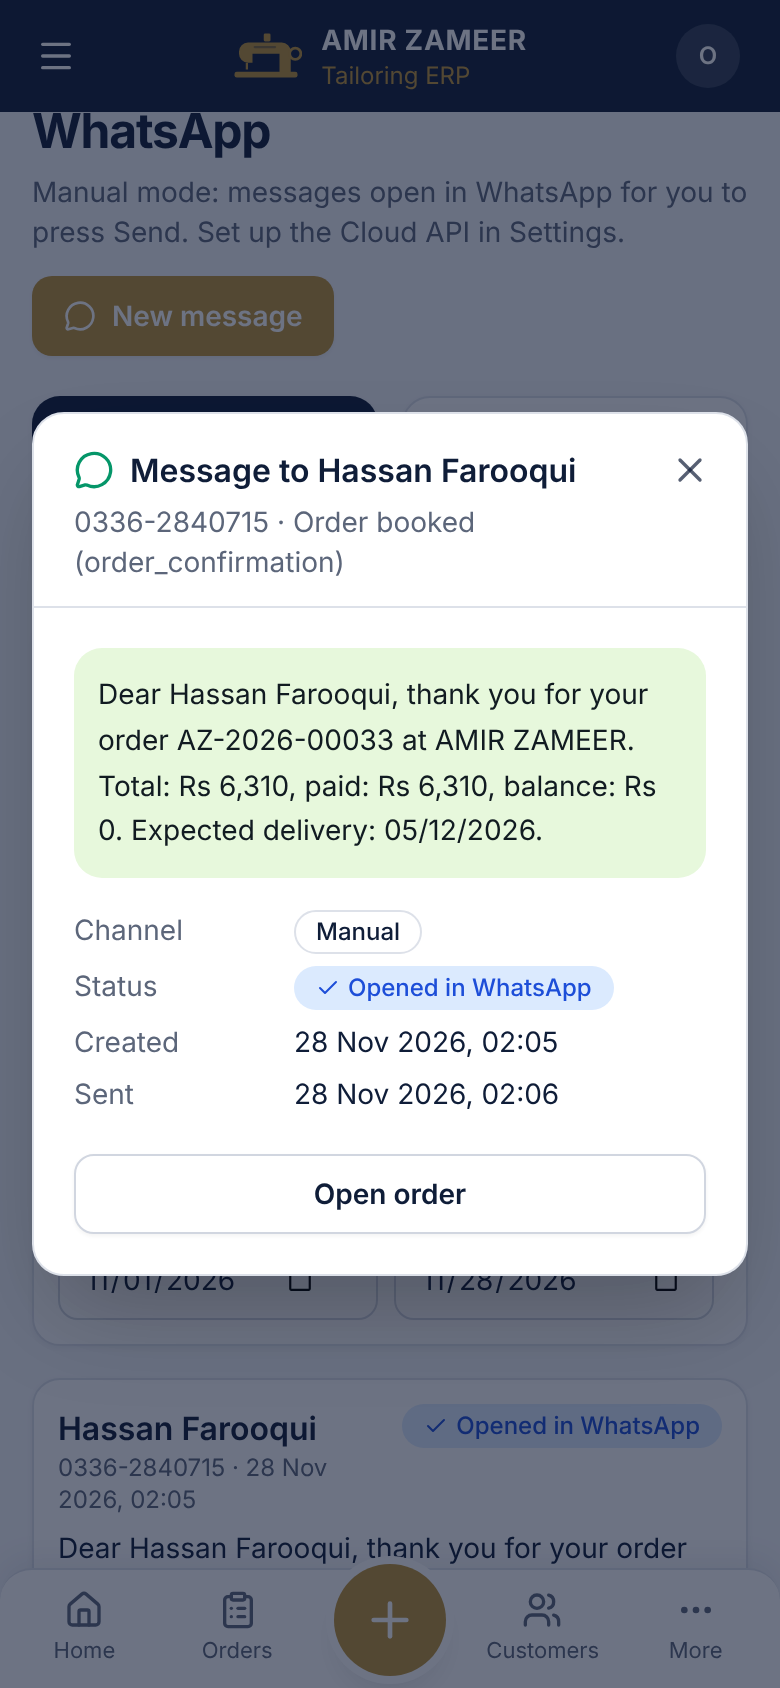 AMIR ZAMEER
Tailoring ERP
O
WhatsApp
Manual mode: messages open in WhatsApp for you to
press Send. Set up the Cloud API in Settings.
New message
Message to Hassan Farooqui
0336-2840715 · Order booked
(order_confirmation)
Dear Hassan Farooqui, thank you for your
order AZ-2026-00033 at AMIR ZAMEER.
Total: Rs 6,310, paid: Rs 6,310, balance: Rs
0. Expected delivery: 05/12/2026.
Channel Manual
Status Opened in WhatsApp
Created 28 Nov 2026, 02:05
Sent 28 Nov 2026, 02:06
Open order
11/01/2026 11/28/2026
Hassan Farooqui Opened in WhatsApp
0336-2840715 · 28 Nov
2026, 02:05
Dear Hassan Farooqui, thank you for your order
Home Orders Customers More